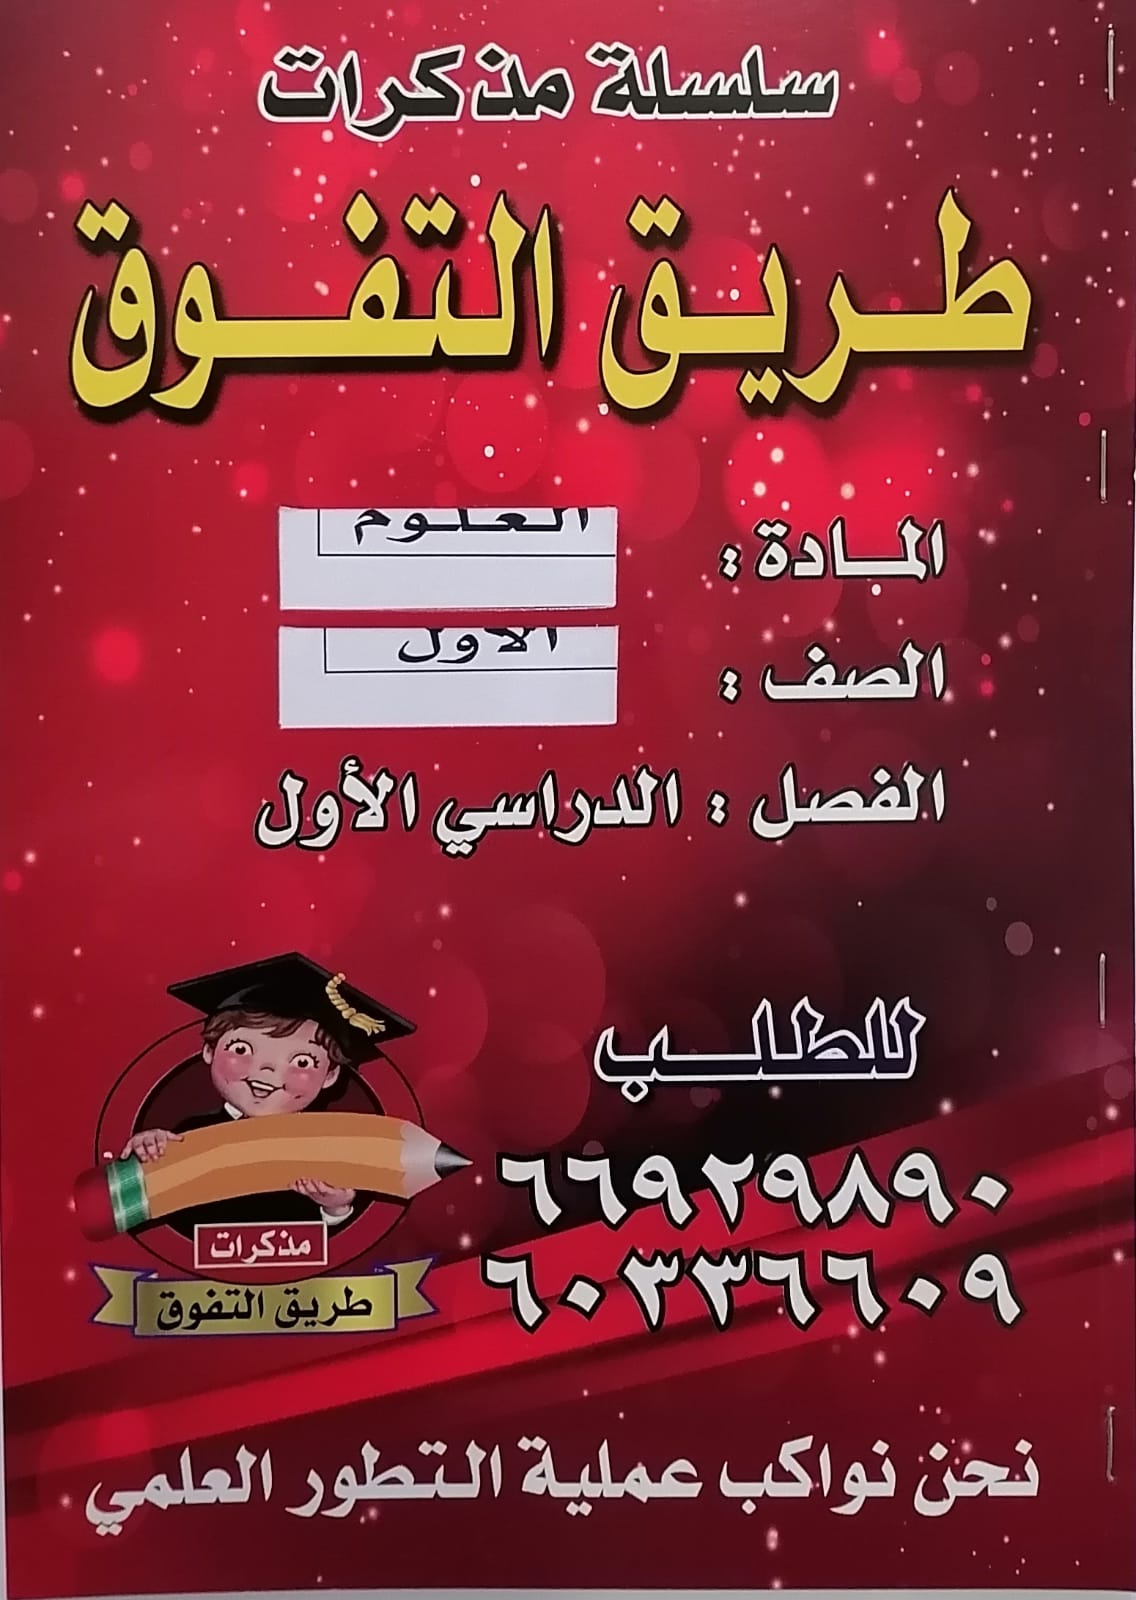 سلسلة مذكرات
طريق التفوق
المادة : العلوم
الصف : الأول
الفصل : الدراسي الأول
للطلب
٦٦٩٢٩٨٩٠
٦٠٣٣٦٦٠٩
مذكرات
طريق التفوق
نحن نواكب عملية التطور العلمي